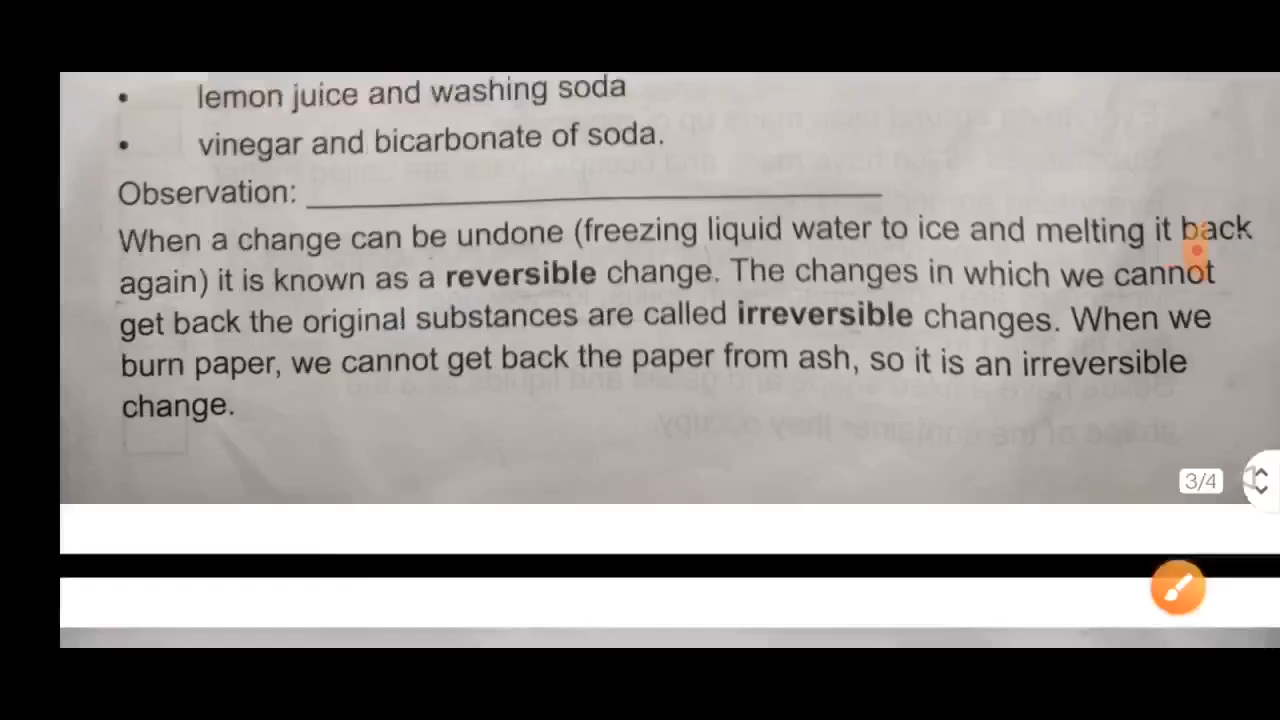 • lemon juice and washing soda
• vinegar and bicarbonate of soda.
Observation:
When a change can be undone (freezing liquid water to ice and melting it back
again) it is known as a reversible change. The changes in which we cannot
get back the original substances are called irreversible changes. When we
burn paper, we cannot get back the paper from ash, so it is an irreversible
change.
3/4